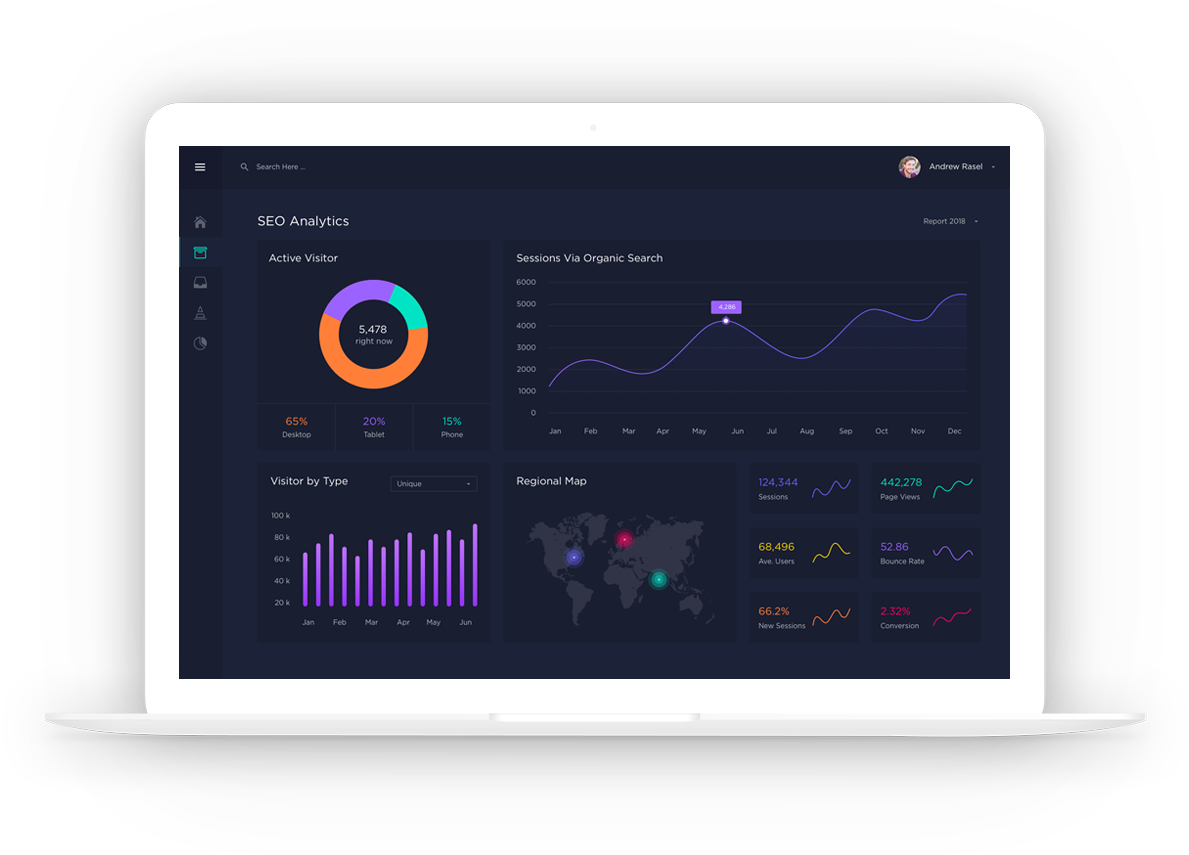 Search Here ...
Andrew Rasel
SEO Analytics
Report 2018
Active Visitor
5,478
right now
65%
Desktop
20%
Tablet
15%
Phone
Sessions Via Organic Search
6000
5000
4000
3000
2000
1000
0
4,286
Jan Feb Mar Apr May Jun Jul Aug Sep Oct Nov Dec
Visitor by Type
Unique
100 k
80 k
60 k
40 k
20 k
Jan Feb Mar Apr May Jun
Regional Map
124,344
Sessions
442,278
Page Views
68,496
Ave. Users
52.86
Bounce Rate
66.2%
New Sessions
2.32%
Conversion